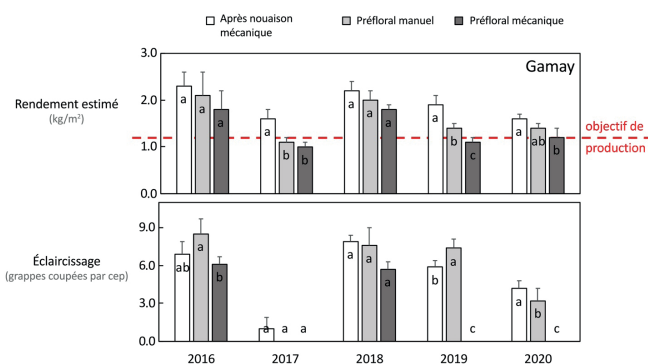 Après nouaison mécanique
Préfloral manuel
Préfloral mécanique
Gamay
Rendement estimé
(kg/m²)
3.0
2.0
1.0
0.0
a a a
a b b
a a a
a b c
a ab b
objectif de
production
Éclaircissage
(grappes coupées par cep)
9.0
6.0
3.0
0.0
ab a b
a a a
a a a
b a c
a b c
2016 2017 2018 2019 2020